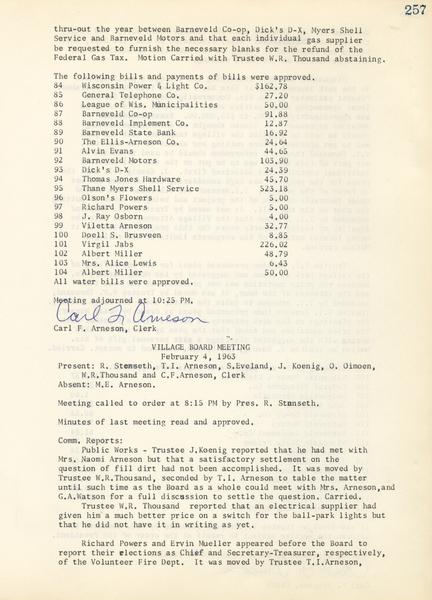 257
thru-out the year between Barneveld Co-op, Dick's D-X, Myers Shell
Service and Barneveld Motors and that each individual gas supplier
be requested to furnish the necessary blanks for the refund of the
Federal Gas Tax. Motion Carried with Trustee W.R. Thousand abstaining.
The following bills and payments of bills were approved.
84 Wisconsin Power & Light Co. $162.78
85 General Telephone Co. 27.20
86 League of Wis. Municipalities 50.00
87 Barneveld Co-op 91.88
88 Barneveld Implement Co. 12.87
89 Barneveld State Bank 16.92
90 The Ellis-Arneson Co. 24.64
91 Alvin Evans 44.65
92 Barneveld Motors 103.90
93 Dick's D-X 24.39
94 Thomas Jones Hardware 45.70
95 Thane Myers Shell Service 523.18
96 Olson's Flowers 5.00
97 Richard Powers 5.00
98 J. Ray Osborn 4.00
99 Viletta Arneson 32.77
100 Doell S. Brusveen 8.85
101 Virgil Jabs 226.02
102 Albert Miller 48.79
103 Mrs. Alice Lewis 6.43
104 Albert Miller 50.00
All water bills were approved.
Meeting adjourned at 10:25 PM.
Carl F. Arneson
Carl F. Arneson, Clerk
VILLAGE BOARD MEETING
February 4, 1963
Present: R. Stenseth, T.I. Arneson, S.Eveland, J. Koenig, O. Oimoen,
W.R.Thousand and C.F.Arneson, Clerk
Absent: M.E. Arneson.
Meeting called to order at 8:15 PM by Pres. R. Stenseth.
Minutes of last meeting read and approved.
Comm. Reports:
Public Works - Trustee J.Koenig reported that he had met with
Mrs. Naomi Arneson but that a satisfactory settlement on the
question of fill dirt had not been accomplished. It was moved by
Trustee W.R.Thousand, seconded by T.I. Arneson to table the matter
until such time as the Board as a whole could meet with Mrs. Arneson,and
G.A.Watson for a full discussion to settle the question. Carried.
Trustee W.R. Thousand reported that an electrical supplier had
given him a much better price on a switch for the ball-park lights but
that he did not have it in writing as yet.
Richard Powers and Ervin Mueller appeared before the Board to
report their elections as Chief and Secretary-Treasurer, respectively,
of the Volunteer Fire Dept. It was moved by Trustee T.I.Arneson,